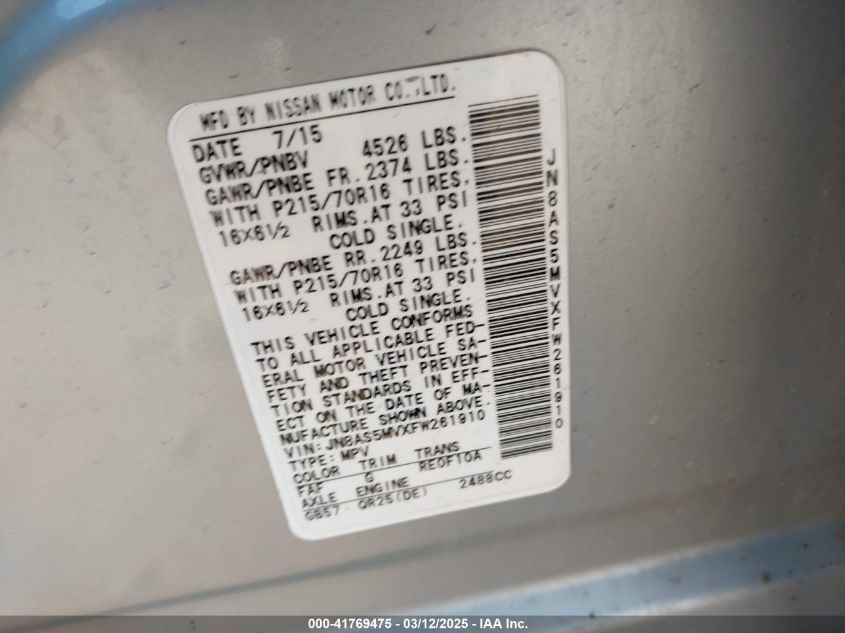 MFD BY NISSAN MOTOR CO.,LTD.
DATE 7/15
GVWR/PNBV 4526 LBS.
GAWR/PNBE FR. 2374 LBS.
WITH P215/70R16 TIRES,
16X6½ RIMS.AT 33 PSI
COLD SINGLE.
GAWR/PNBE RR. 2249 LBS.
WITH P215/70R16 TIRES,
16X6½ RIMS.AT 33 PSI
COLD SINGLE.
THIS VEHICLE CONFORMS
TO ALL APPLICABLE FED-
ERAL MOTOR VEHICLE SA-
FETY AND THEFT PREVEN-
TION STANDARDS IN EFF-
ECT ON THE DATE OF MA-
NUFACTURE SHOWN ABOVE.
VIN: JN8AS5MVXFW261910
TYPE: MPV
COLOR TRIM TRANS
FAF G RE0F10A
AXLE ENGINE
GB57 QR25(DE) 2488CC
JN8AS5MVXFW261910
000-41769475 - 03/12/2025 - IAA Inc.